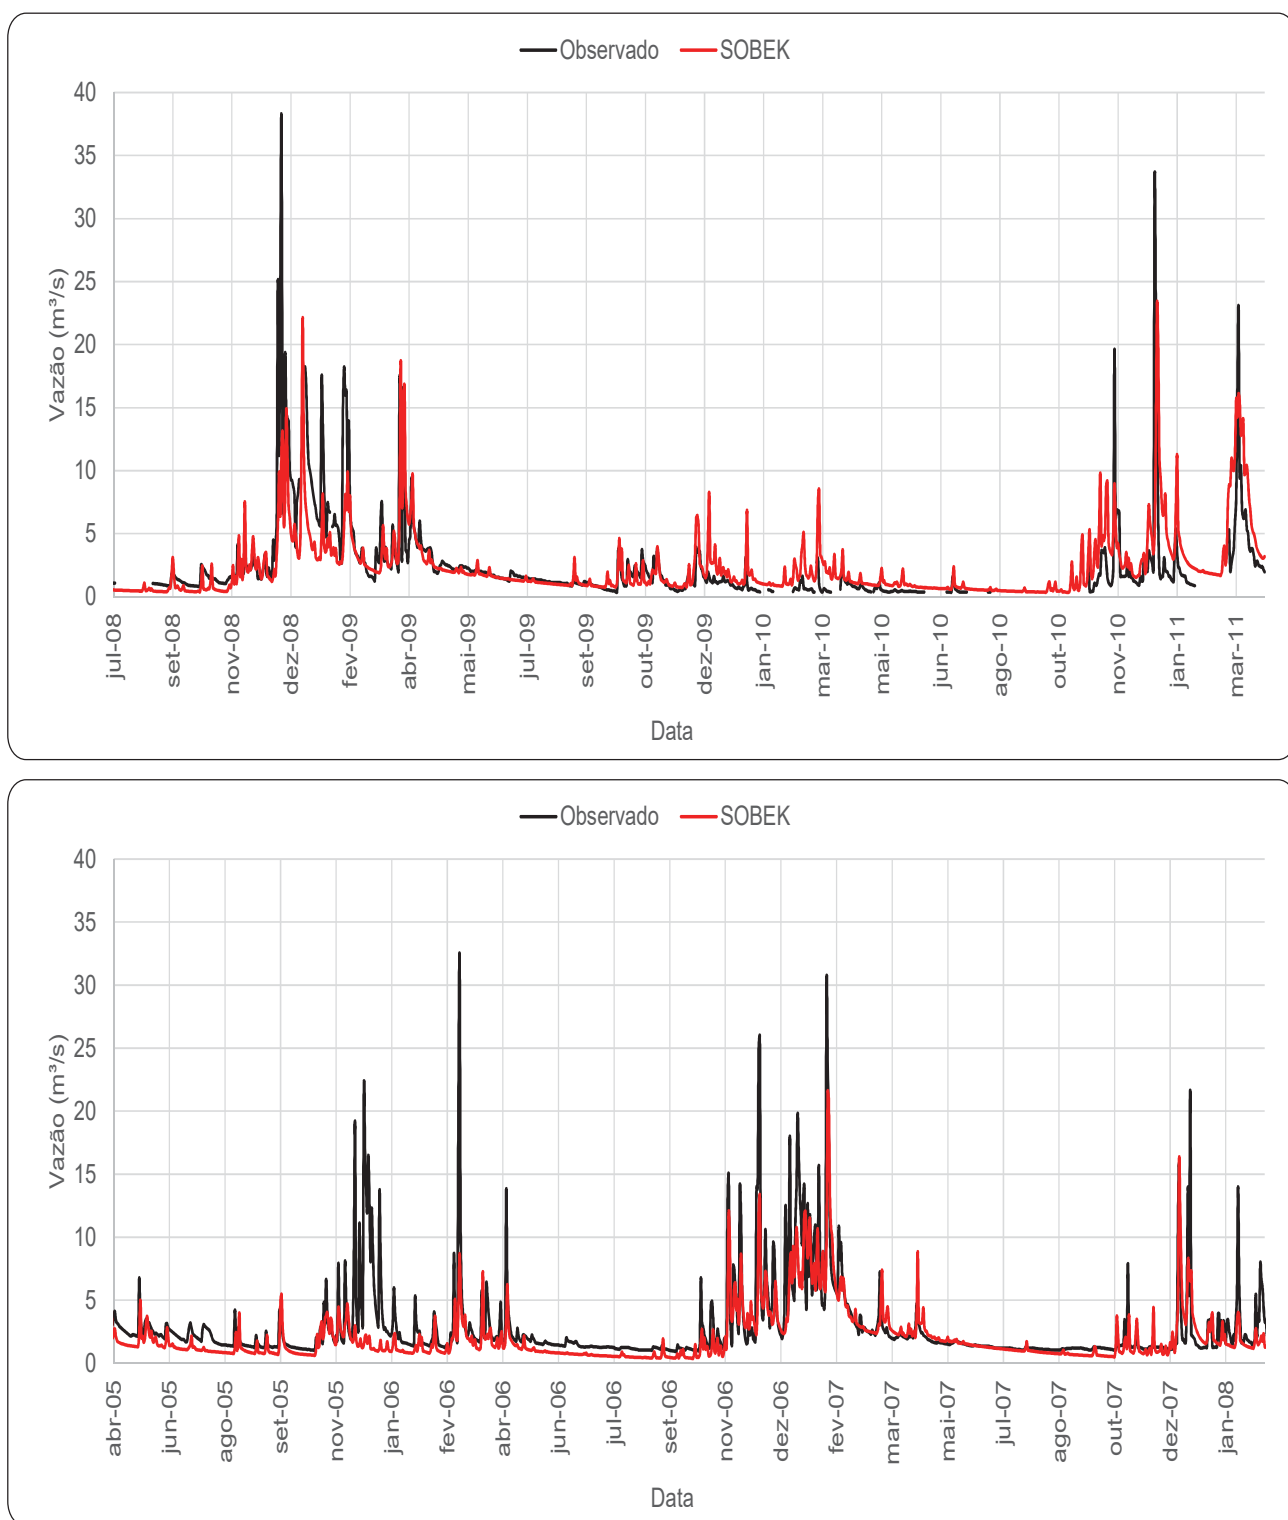 Observado SOBEK
40
35
30
25
20
15
10
5
0
Vazão (m³/s)
jul-08 set-08 nov-08 dez-08 fev-09 abr-09 mai-09 jul-09 set-09 out-09 dez-09 jan-10 mar-10 mai-10 jun-10 ago-10 out-10 nov-10 jan-11 mar-11
Data
Observado SOBEK
40
35
30
25
20
15
10
5
0
Vazão (m³/s)
abr-05 jun-05 ago-05 set-05 nov-05 jan-06 fev-06 abr-06 jun-06 jul-06 set-06 nov-06 dez-06 fev-07 mar-07 mai-07 jul-07 ago-07 out-07 dez-07 jan-08
Data